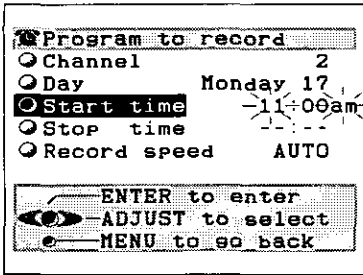 Program to record
Channel 2
Day Monday 17
Start time 11:00am
Stop time --:--
Record speed AUTO
ENTER to enter
ADJUST to select
MENU to go back